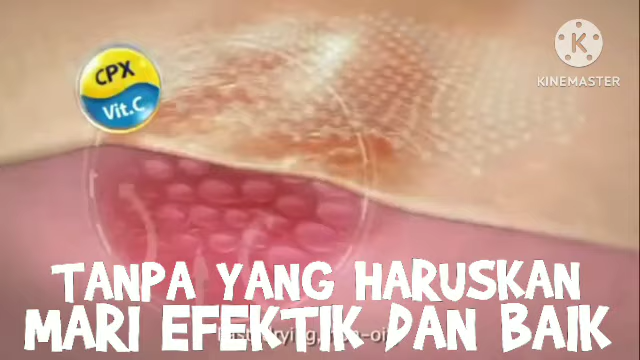 CPX
Vit.C
KINEMASTER
TANPA YANG HARUSKAN
MARI EFEKTIK DAN BAIK